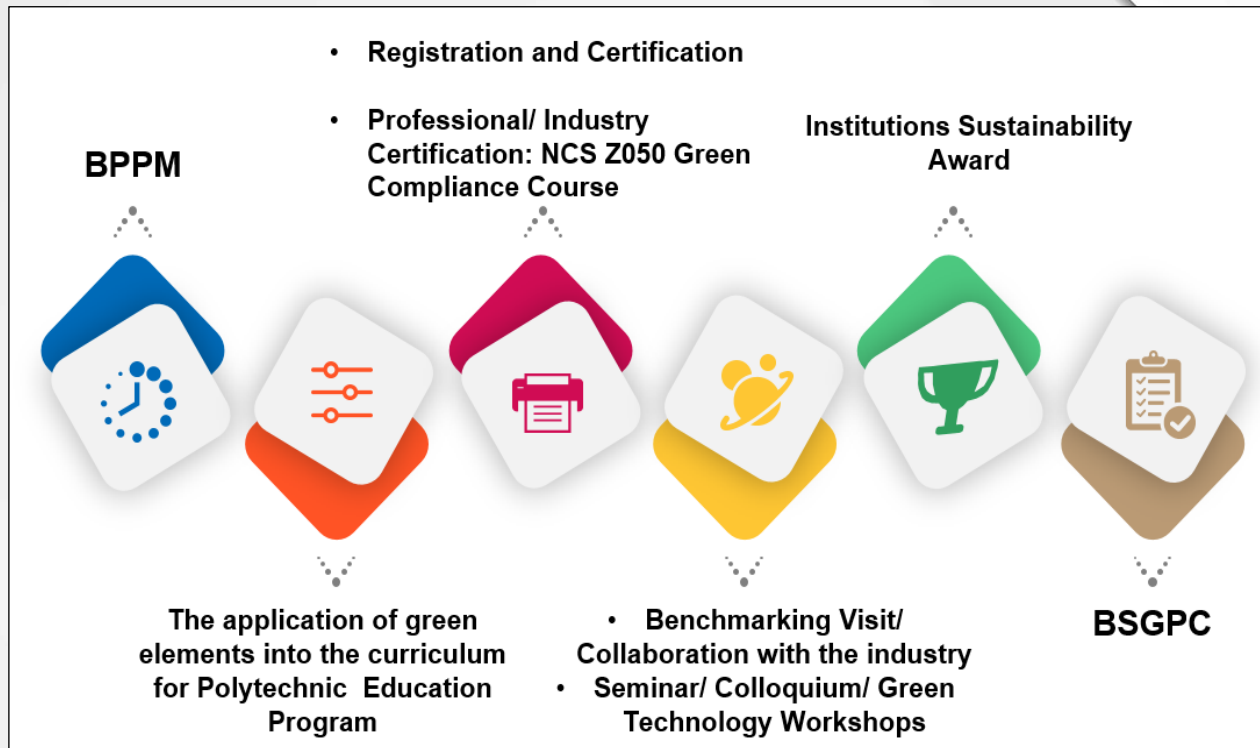 BPPM
The application of green
elements into the curriculum
for Polytechnic Education
Program
• Registration and Certification
• Professional/ Industry
Certification: NCS Z050 Green
Compliance Course
• Benchmarking Visit/
Collaboration with the industry
• Seminar/ Colloquium/ Green
Technology Workshops
Institutions Sustainability
Award
BSGPC